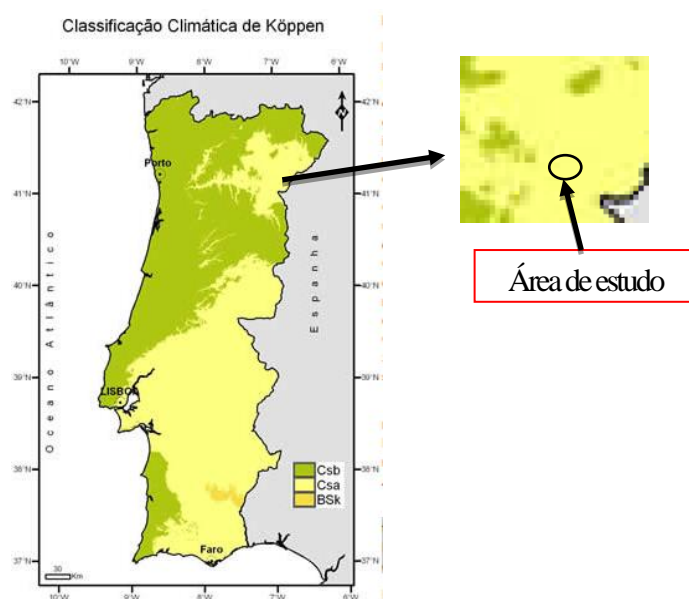 Classificação Climática de Köppen
10°W 9°W 8°W 7°W 6°W
42°N 42°N
Porto
41°N 41°N
40°N 40°N
39°N 39°N
LISBOA
38°N 38°N
37°N 37°N
Oceano Atlântico
Espanha
N
Csb
Csa
BSk
Faro
30
Km
10°W 9°W 8°W 7°W 6°W
Área de estudo